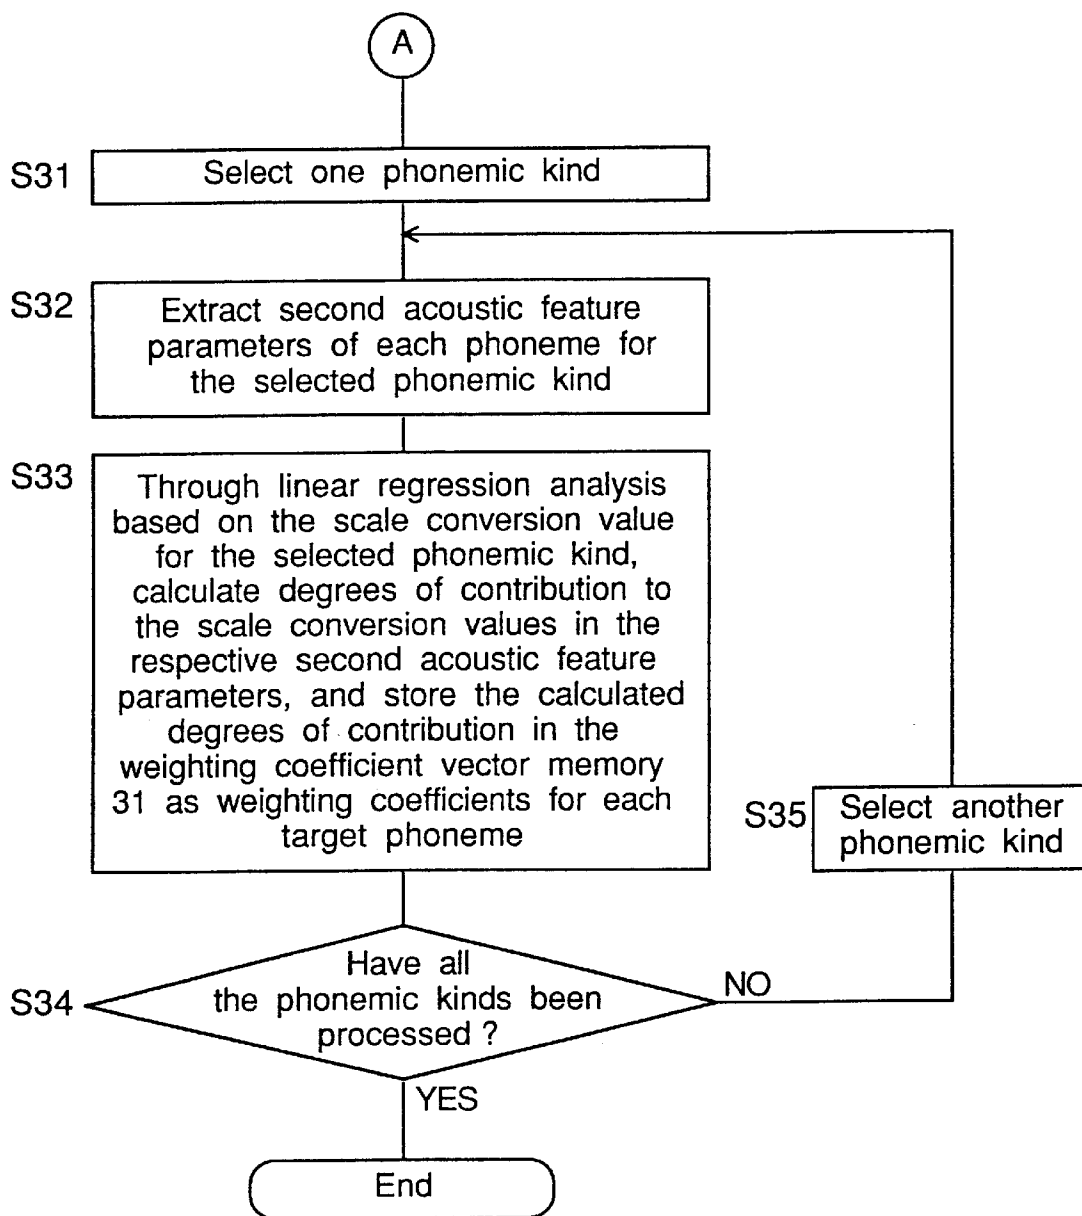 A
S31
Select one phonemic kind
S32
Extract second acoustic feature
parameters of each phoneme for
the selected phonemic kind
S33
Through linear regression analysis
based on the scale conversion value
for the selected phonemic kind,
calculate degrees of contribution to
the scale conversion values in the
respective second acoustic feature
parameters, and store the calculated
degrees of contribution in the
weighting coefficient vector memory
31 as weighting coefficients for each
target phoneme
S35
Select another
phonemic kind
S34
Have all
the phonemic kinds been
processed ?
NO
YES
End